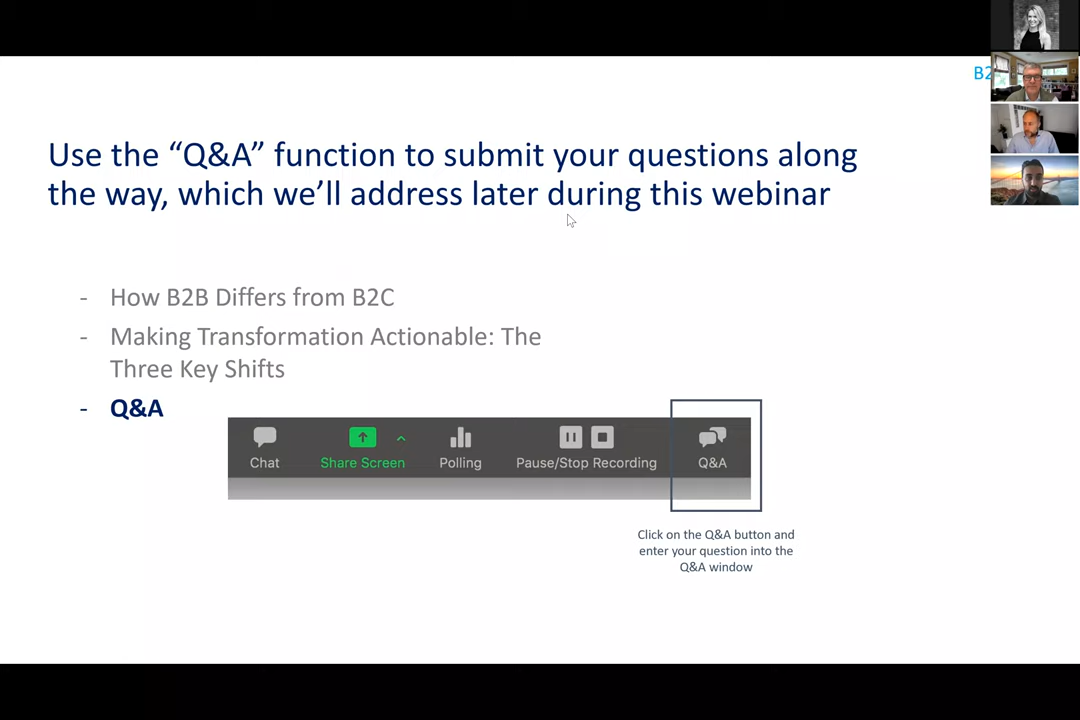 B2
Use the “Q&A” function to submit your questions along
the way, which we’ll address later during this webinar
- How B2B Differs from B2C
- Making Transformation Actionable: The
Three Key Shifts
- Q&A
Chat Share Screen Polling Pause/Stop Recording Q&A
Click on the Q&A button and
enter your question into the
Q&A window